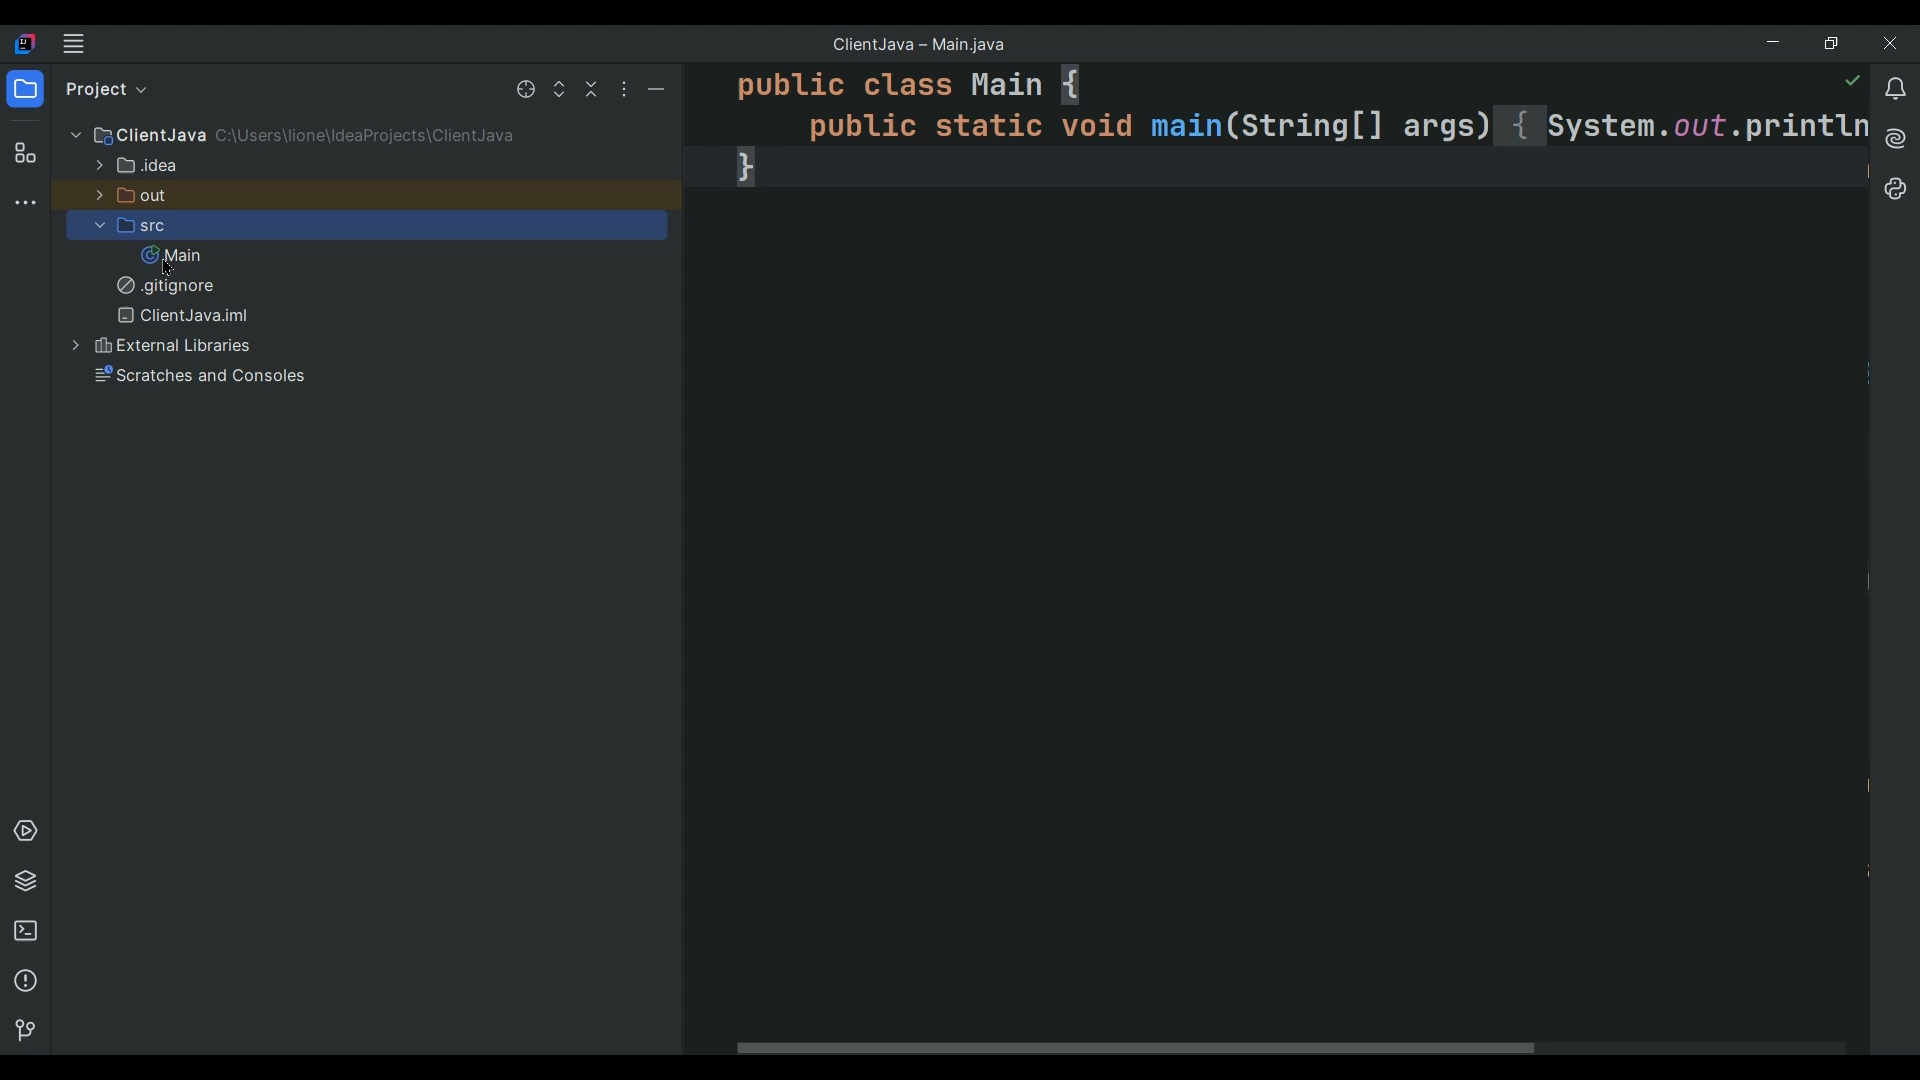 ClientJava – Main.java
Project
ClientJava C:\Users\lione\IdeaProjects\ClientJava
.idea
out
src
Main
.gitignore
ClientJava.iml
External Libraries
Scratches and Consoles
public class Main {
public static void main(String[] args) { System.out.println
}